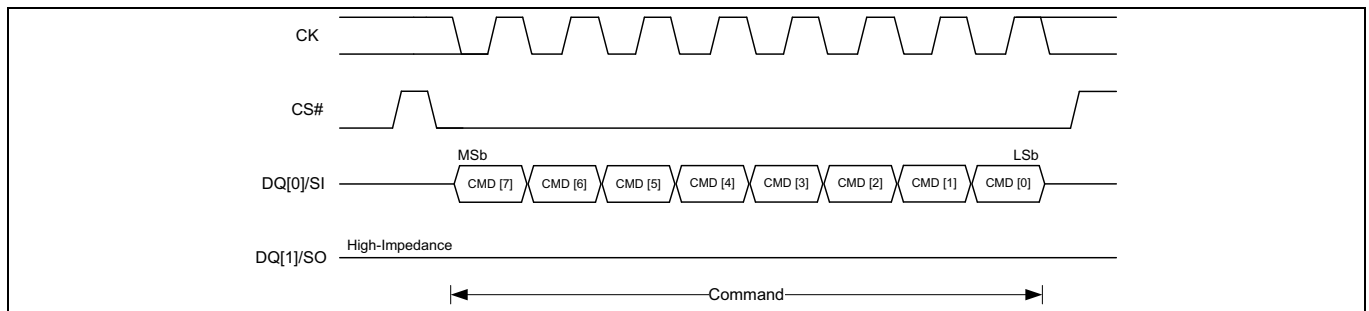 CK
CS#
MSb LSb
DQ[0]/SI CMD [7] CMD [6] CMD [5] CMD [4] CMD [3] CMD [2] CMD [1] CMD [0]
High-Impedance
DQ[1]/SO
Command